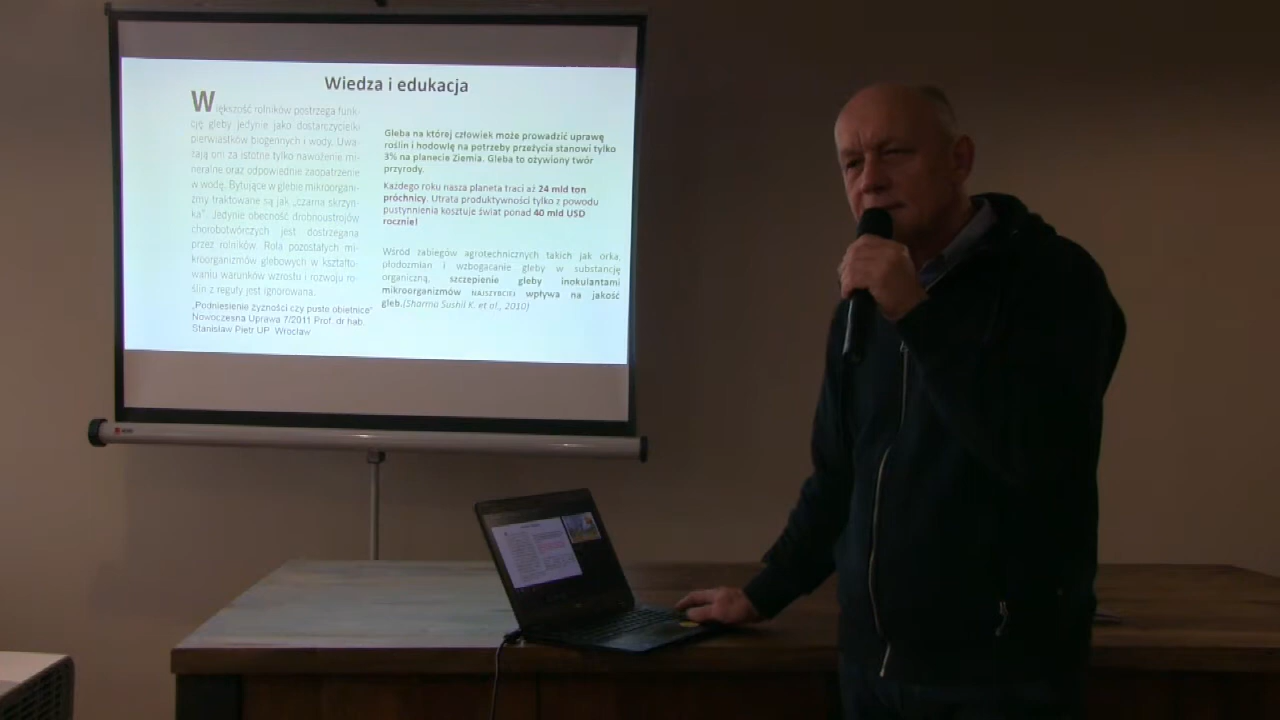 Wiedza i edukacja
Większość rolników postrzega funk-
cję gleby jedynie jako dostarczycielki
pierwiastków biogennych i wody. Uwa-
żają oni za istotne tylko nawożenie mi-
neralne oraz odpowiednie zaopatrzenie
w wodę. Bytujące w glebie mikroorgani-
zmy traktowane są jak „czarna skrzyn-
ka". Jedynie obecność drobnoustrojów
chorobotwórczych jest dostrzegana
przez rolników. Rola pozostałych mi-
kroorganizmów glebowych w kształto-
waniu warunków wzrostu i rozwoju ro-
ślin z reguły jest ignorowana.
„Podniesienie żyzności czy puste obietnice"
Nowoczesna Uprawa 7/2011 Prof. dr hab.
Stanisław Pietr UP Wrocław
Gleba na której człowiek może prowadzić uprawę
roślin i hodowlę na potrzeby przeżycia stanowi tylko
3% na planecie Ziemia. Gleba to ożywiony twór
przyrody.
Każdego roku nasza planeta traci aż 24 mld ton
próchnicy. Utrata produktywności tylko z powodu
pustynnienia kosztuje świat ponad 40 mld USD
rocznie!
Wśród zabiegów agrotechnicznych takich jak orka,
płodozmian i wzbogacanie gleby w substancję
organiczną, szczepienie gleby inokulantami
mikroorganizmów NAJSZYBCIEJ wpływa na jakość
gleb.(Sharma Sushil K. et al., 2010)